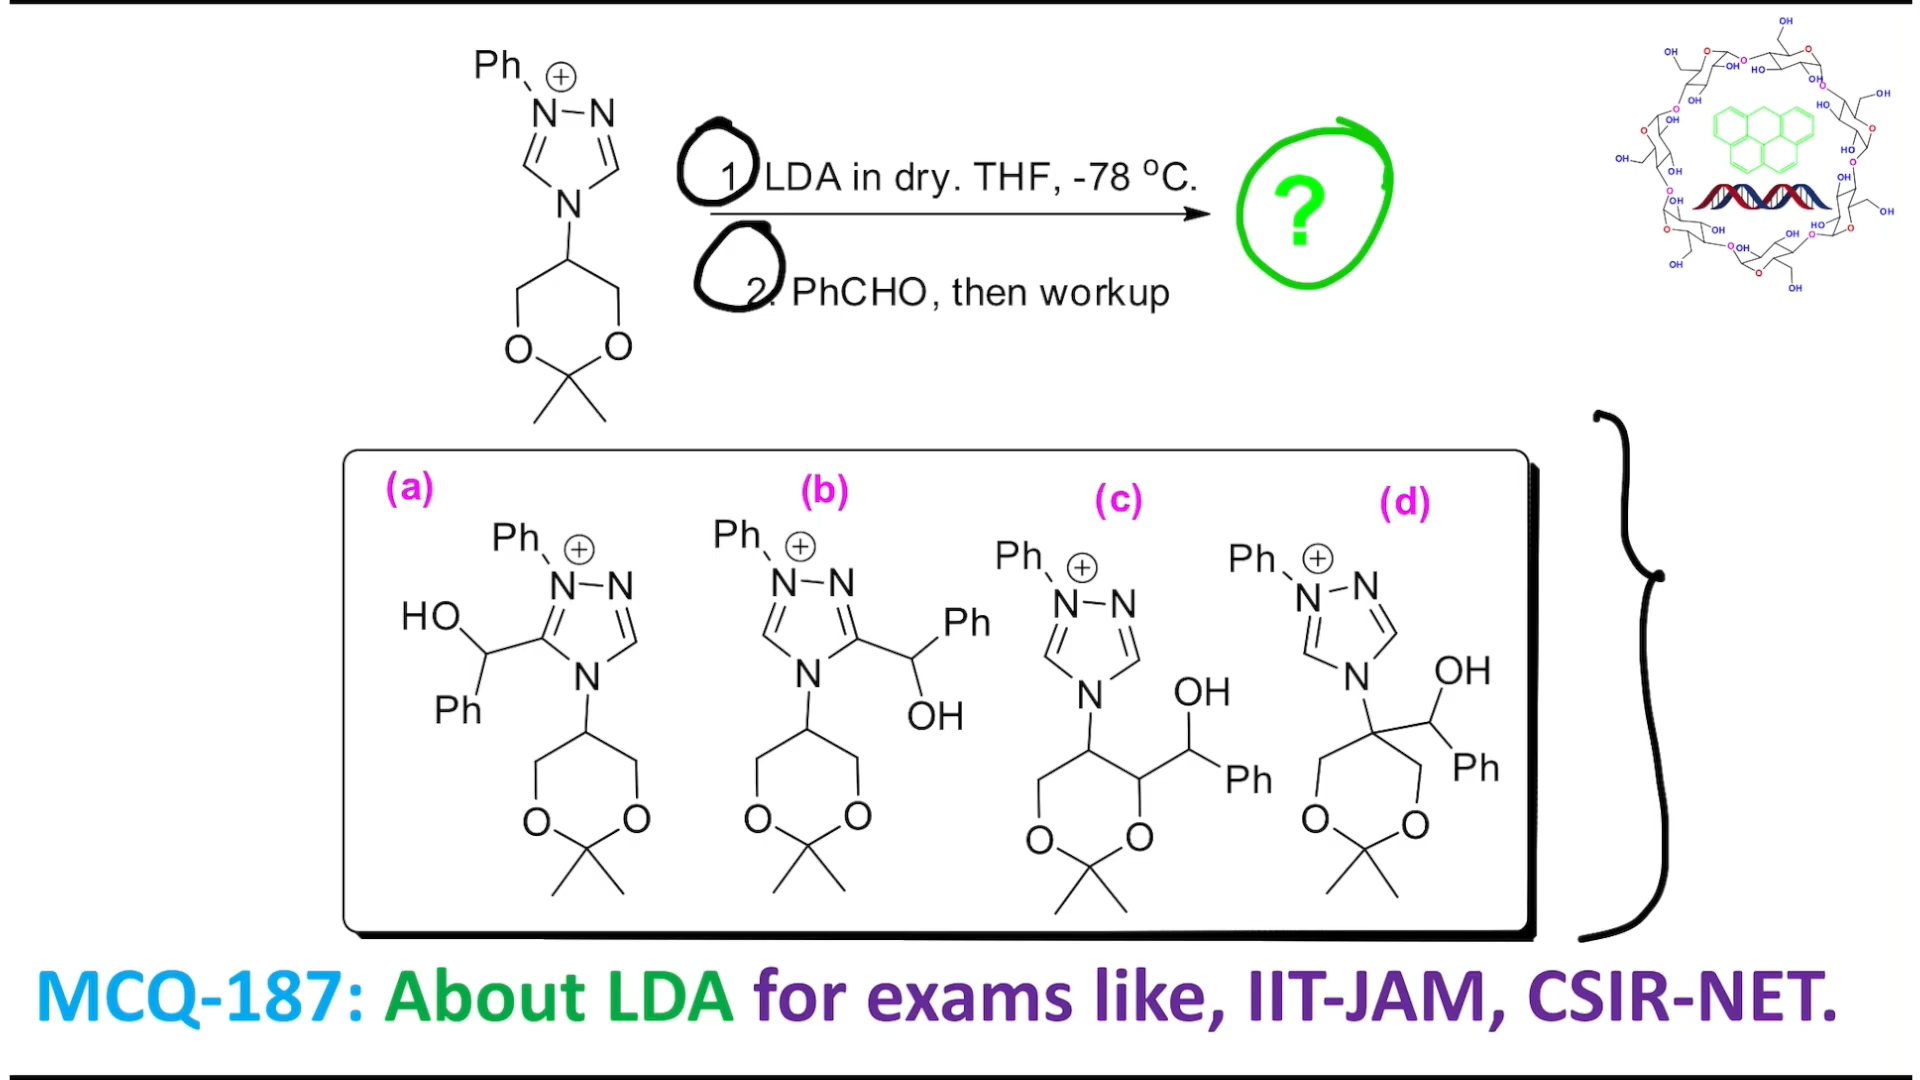 Ph
⊕
N N
N
O O
1. LDA in dry. THF, -78 °C.
2. PhCHO, then workup
?
(a)
Ph
⊕
N N
HO
N
Ph
O O
(b)
Ph
⊕
N N
Ph
N
OH
O O
(c)
Ph
⊕
N N
N
OH
Ph
O O
(d)
Ph
⊕
N N
N
OH
Ph
O O
MCQ-187: About LDA for exams like, IIT-JAM, CSIR-NET.